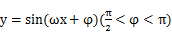 y = sin(ωx + φ)(π/2 < φ < π)